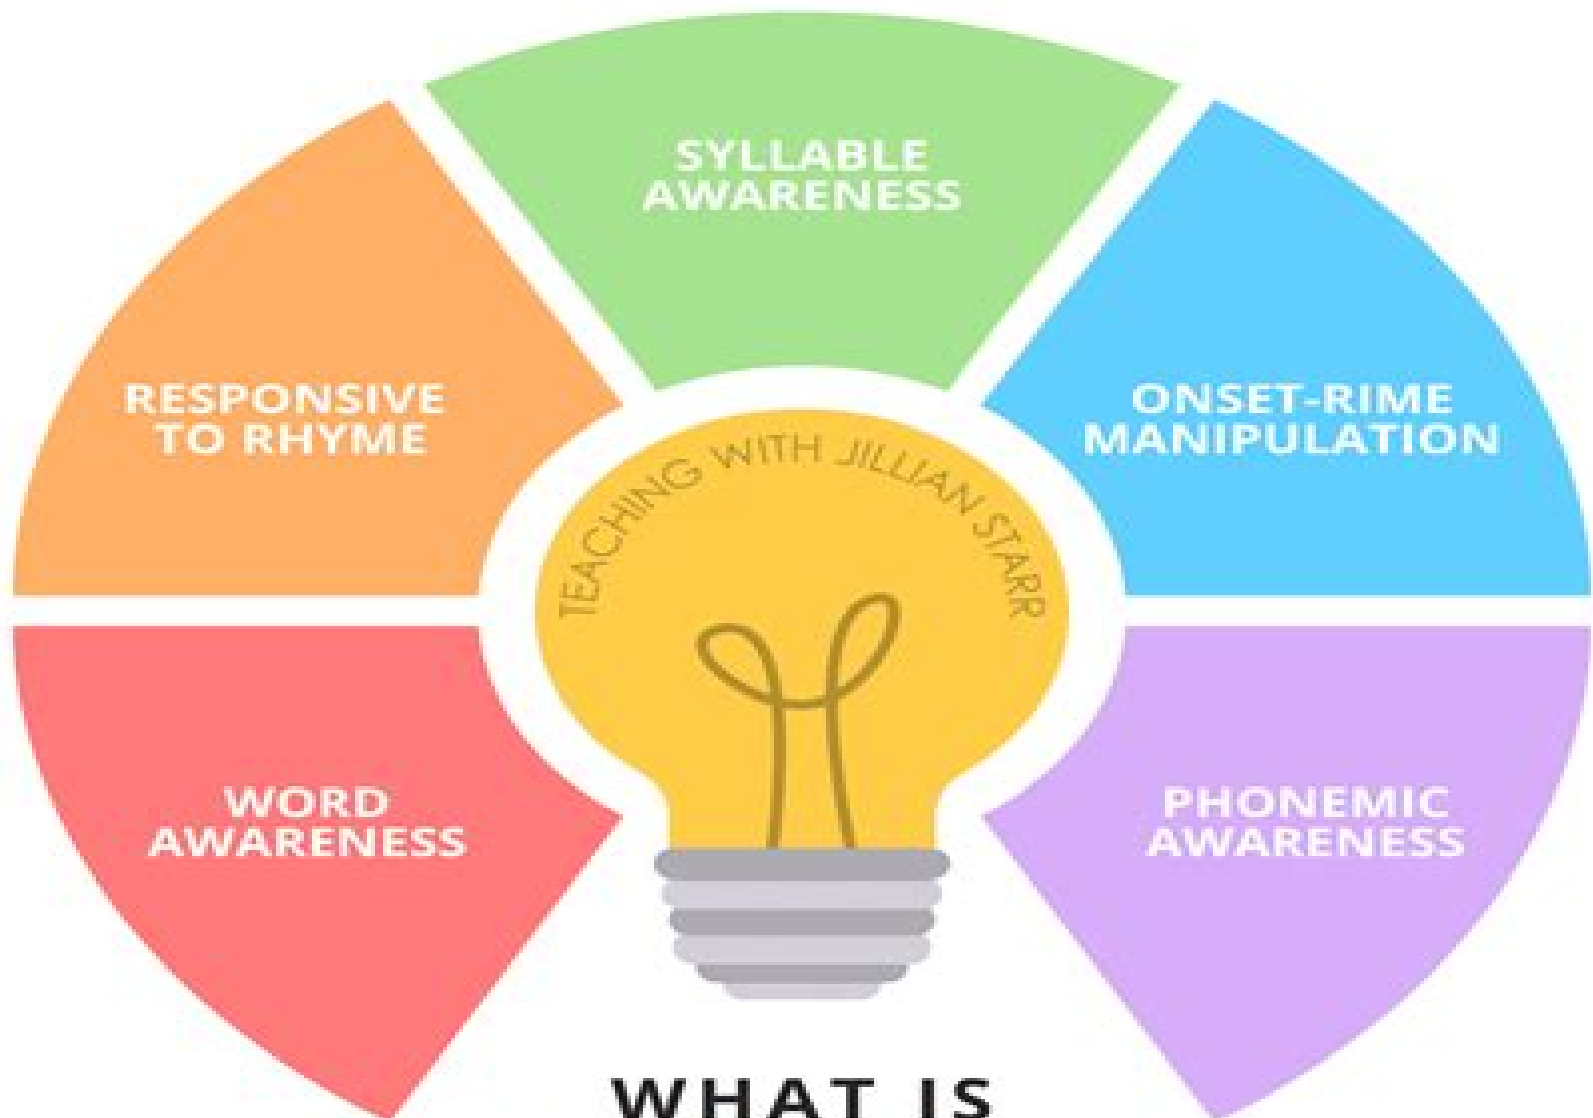 SYLLABLE
AWARENESS
RESPONSIVE
TO RHYME
ONSET-RIME
MANIPULATION
TEACHING WITH JILLIAN STARR
WORD
AWARENESS
PHONEMIC
AWARENESS
WHAT IS